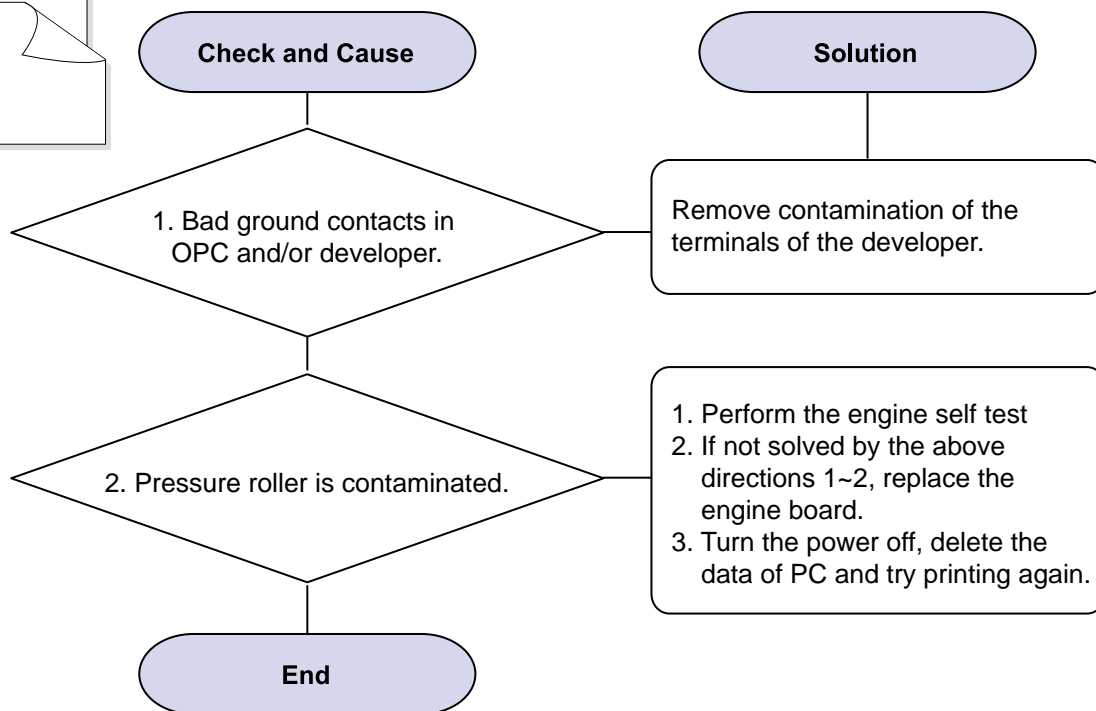 Check and Cause
Solution
1. Bad ground contacts in
OPC and/or developer.
Remove contamination of the
terminals of the developer.
2. Pressure roller is contaminated.
1. Perform the engine self test
2. If not solved by the above
directions 1~2, replace the
engine board.
3. Turn the power off, delete the
data of PC and try printing again.
End